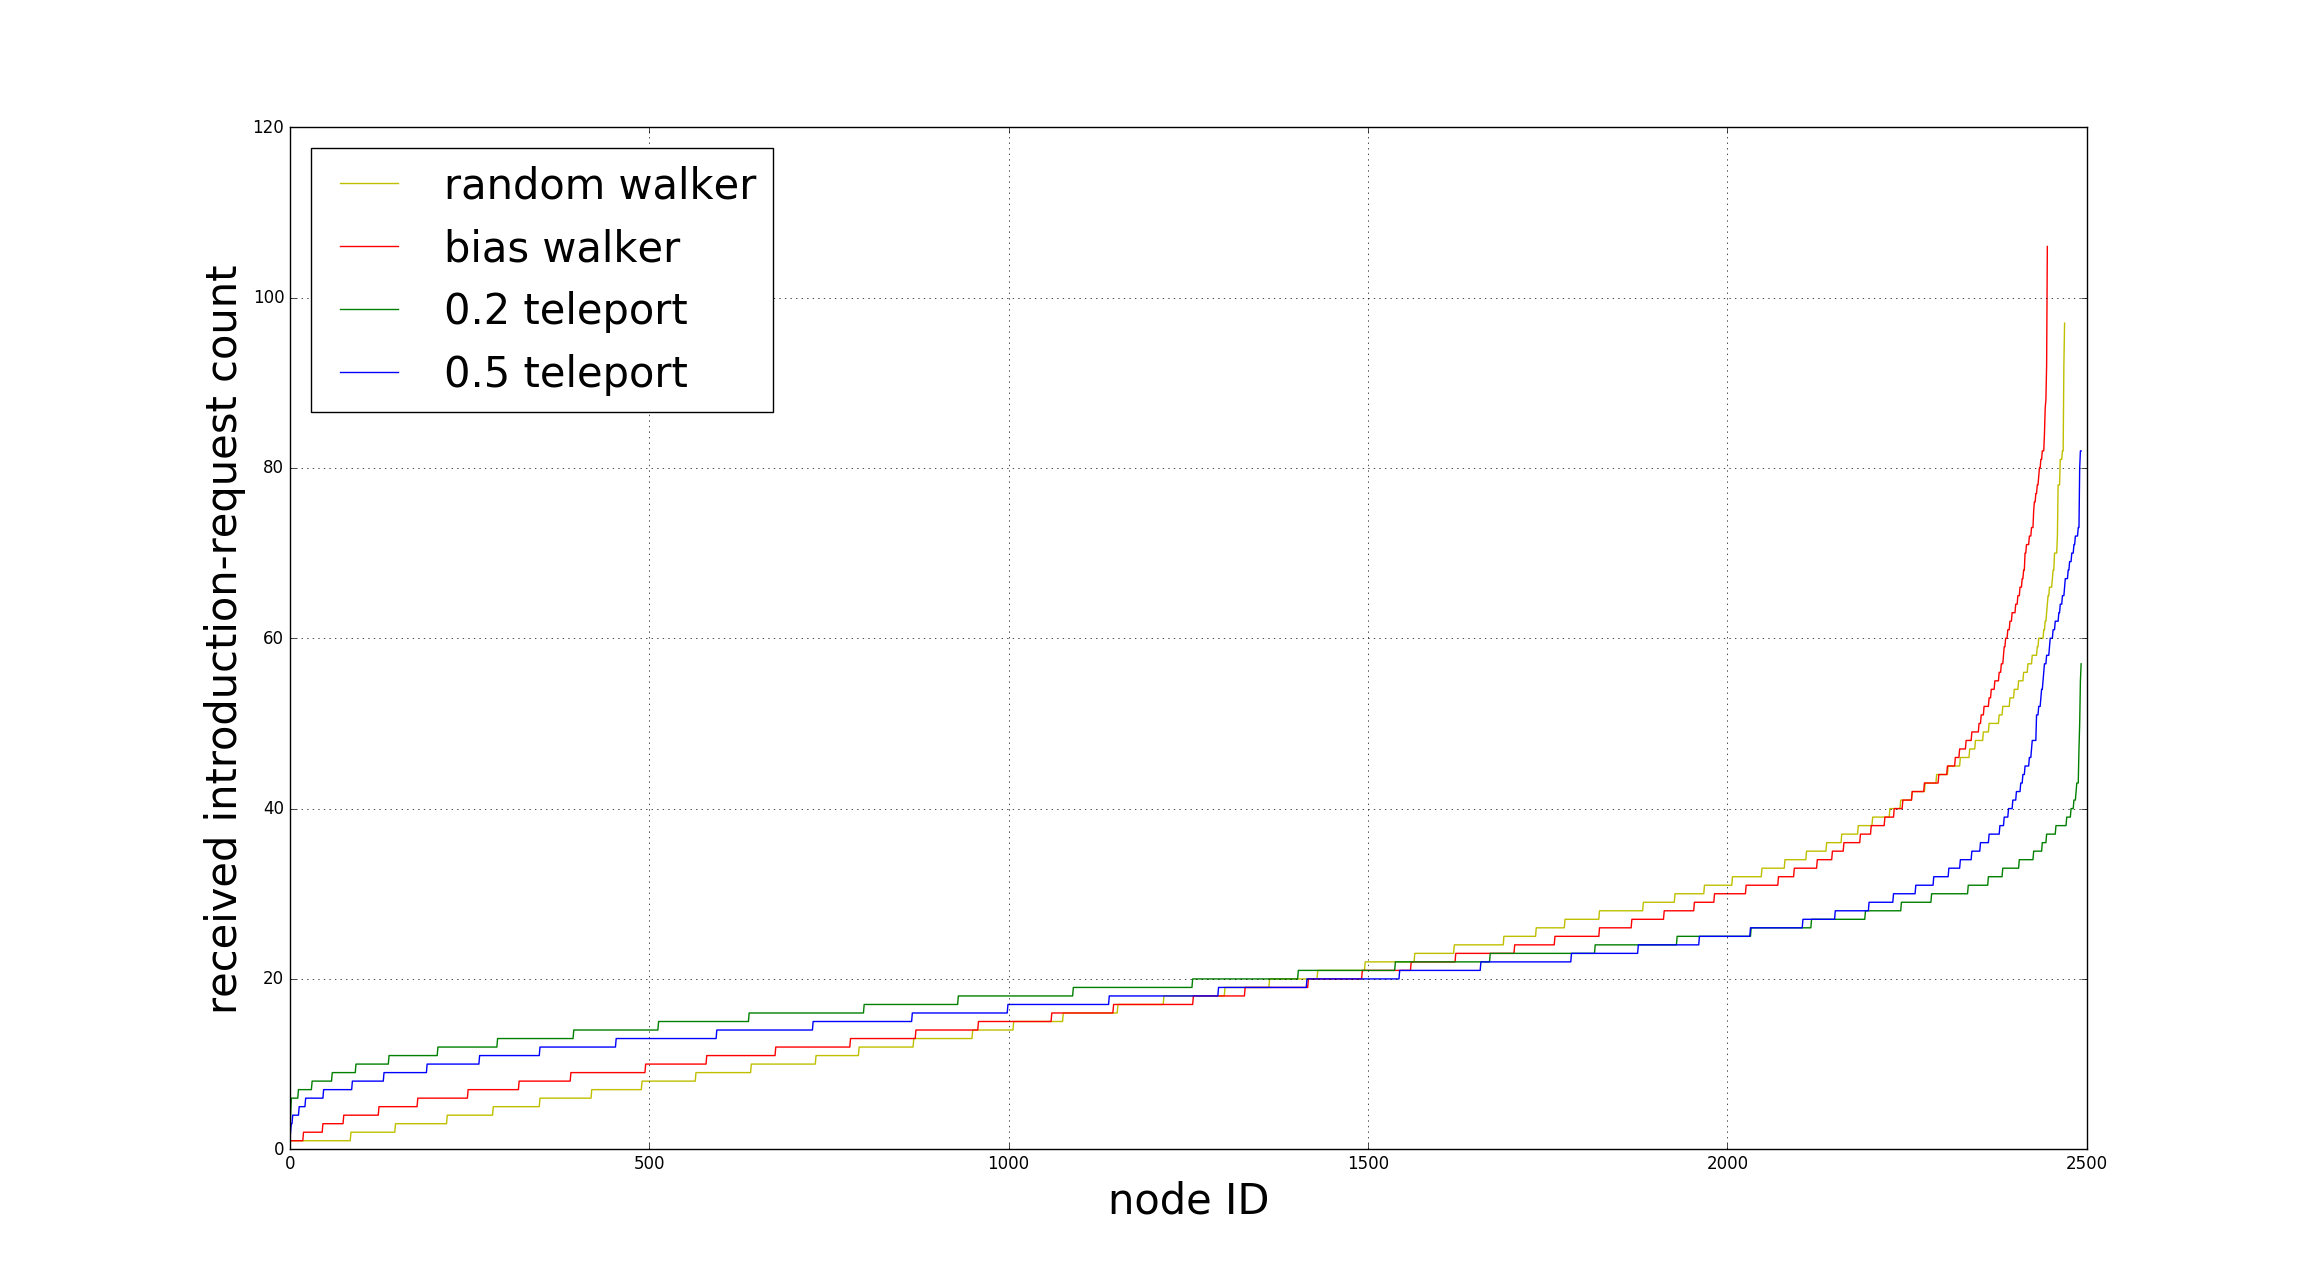 120
100
80
60
40
20
0
received introduction-request count
random walker
bias walker
0.2 teleport
0.5 teleport
0
500
1000
1500
2000
2500
node ID